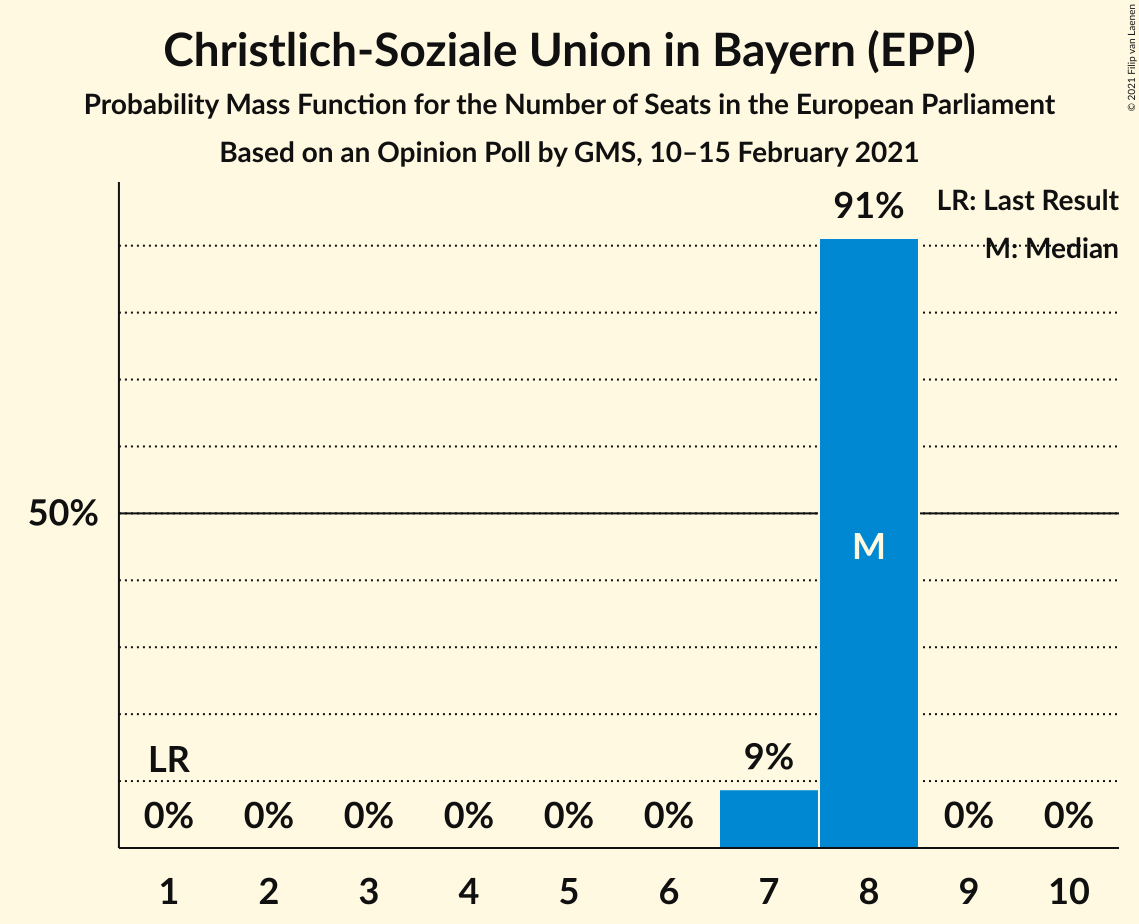 Christlich-Soziale Union in Bayern (EPP)
Probability Mass Function for the Number of Seats in the European Parliament
Based on an Opinion Poll by GMS, 10–15 February 2021
© 2021 Filip van Laenen
91%
LR: Last Result
M: Median
50%
M
LR
9%
0% 0% 0% 0% 0% 0% 0% 0%
1 2 3 4 5 6 7 8 9 10